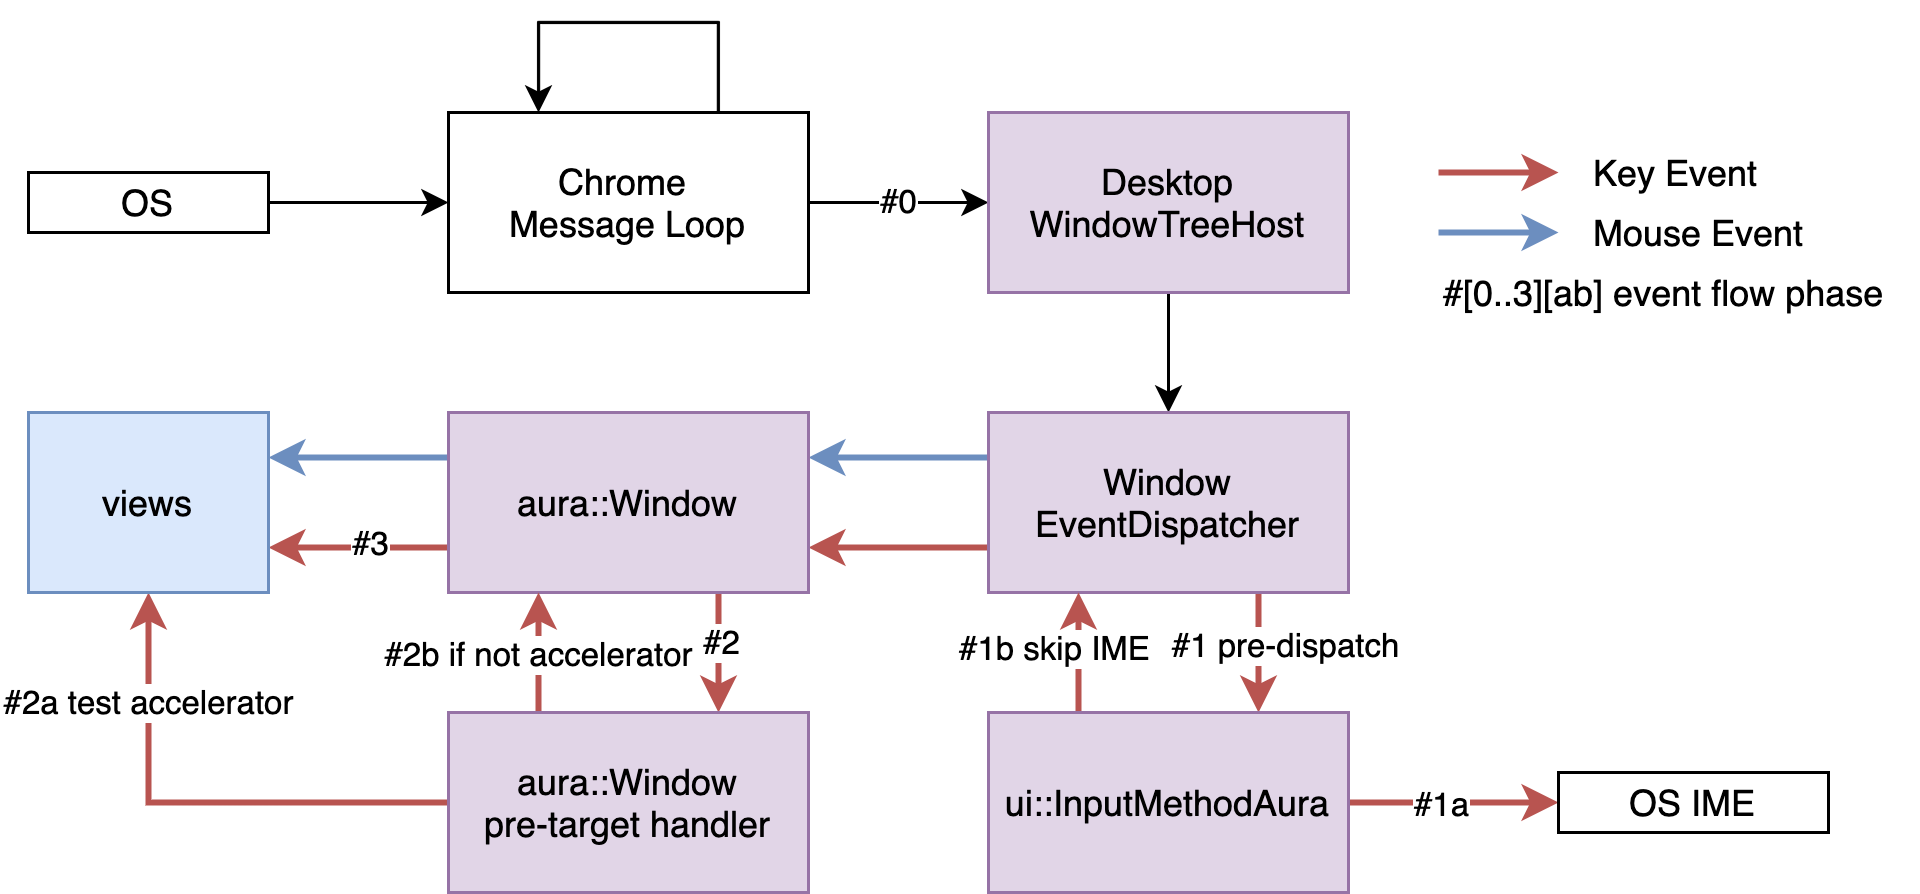 OS
Chrome
Message Loop
#0
Desktop
WindowTreeHost
Key Event
Mouse Event
#[0..3][ab] event flow phase
views
#3
aura::Window
Window
EventDispatcher
#2a test accelerator
#2b if not accelerator
#2
#1b skip IME
#1 pre-dispatch
aura::Window
pre-target handler
ui::InputMethodAura
#1a
OS IME